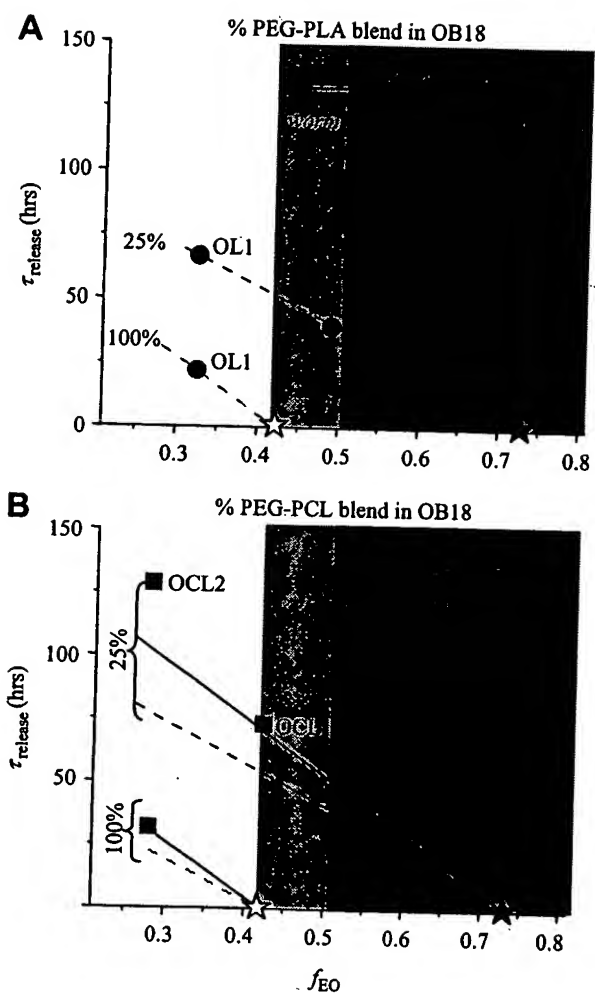 A
% PEG-PLA blend in OB18
150
100
50
0
τrelease (hrs)
worm
25%
OL1
100%
OL1
0.3
0.4
0.5
0.6
0.7
0.8
B
% PEG-PCL blend in OB18
150
100
50
τrelease (hrs)
25%
OCL2
OCL
100%
0.3
0.4
0.5
0.6
0.7
0.8
fEO